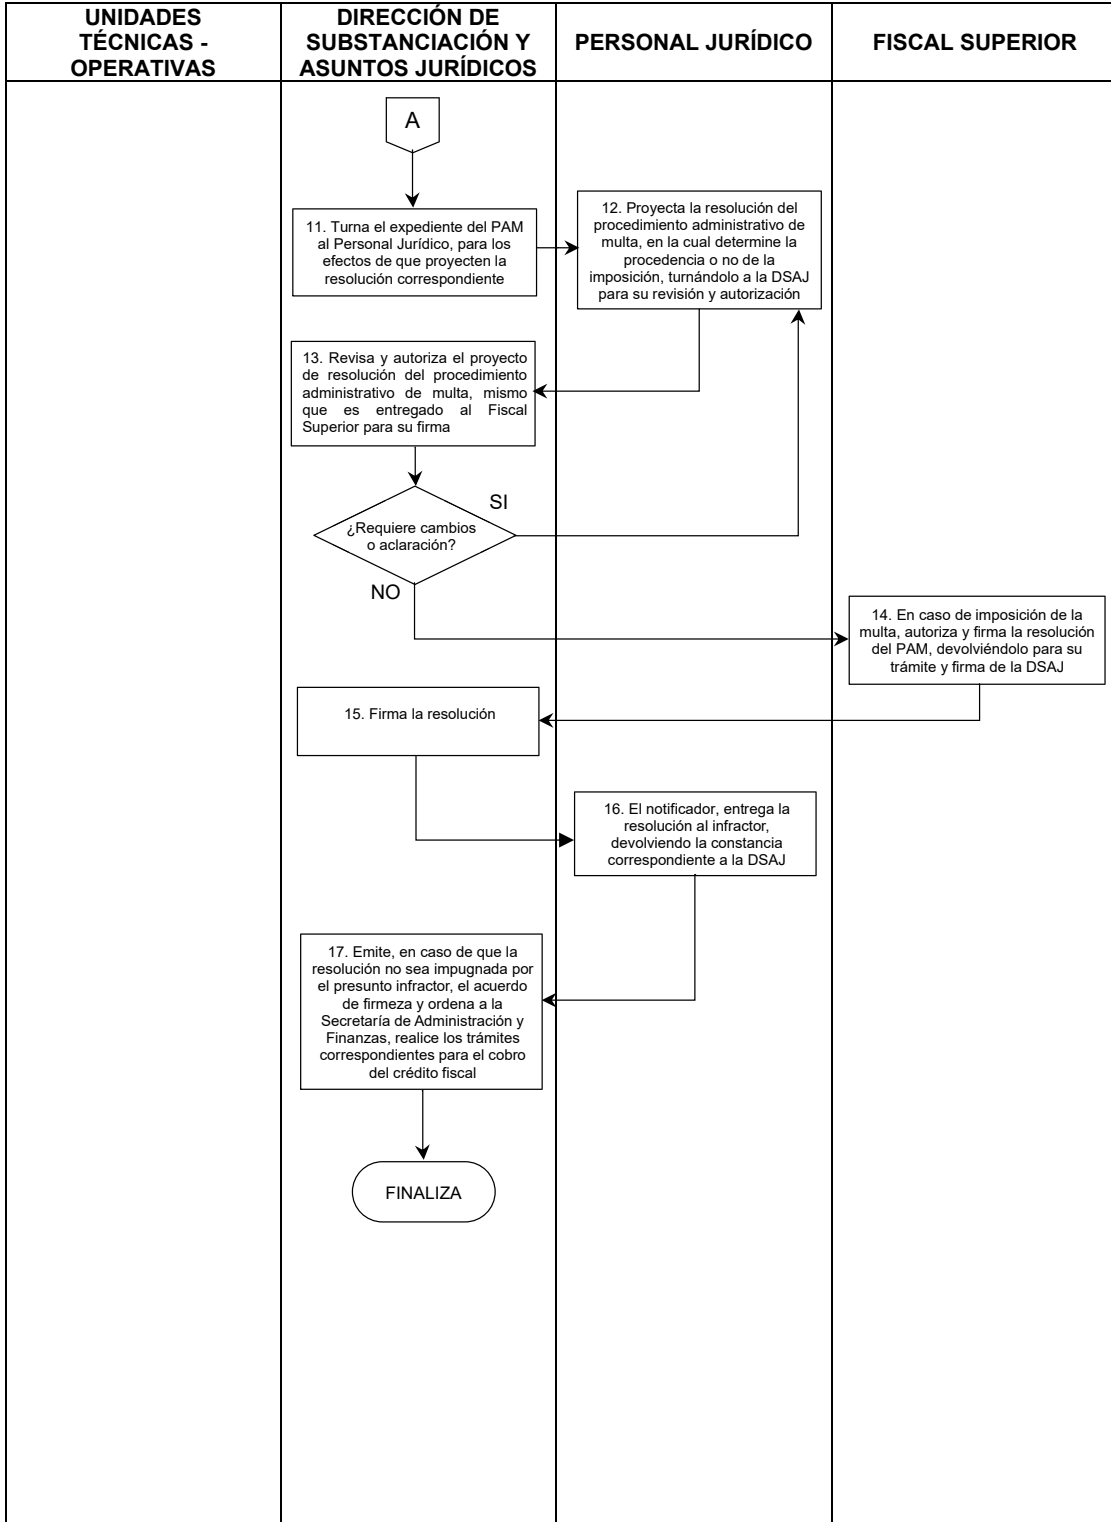 UNIDADES
TÉCNICAS -
OPERATIVAS
DIRECCIÓN DE
SUBSTANCIACIÓN Y
ASUNTOS JURÍDICOS
PERSONAL JURÍDICO
FISCAL SUPERIOR
A
11. Turna el expediente del PAM
al Personal Jurídico, para los
efectos de que proyecten la
resolución correspondiente
12. Proyecta la resolución del
procedimiento administrativo de
multa, en la cual determine la
procedencia o no de la
imposición, turnándolo a la DSAJ
para su revisión y autorización
13. Revisa y autoriza el proyecto
de resolución del procedimiento
administrativo de multa, mismo
que es entregado al Fiscal
Superior para su firma
SI
¿Requiere cambios
o aclaración?
NO
14. En caso de imposición de la
multa, autoriza y firma la resolución
del PAM, devolviéndolo para su
trámite y firma de la DSAJ
15. Firma la resolución
16. El notificador, entrega la
resolución al infractor,
devolviendo la constancia
correspondiente a la DSAJ
17. Emite, en caso de que la
resolución no sea impugnada por
el presunto infractor, el acuerdo
de firmeza y ordena a la
Secretaría de Administración y
Finanzas, realice los trámites
correspondientes para el cobro
del crédito fiscal
FINALIZA